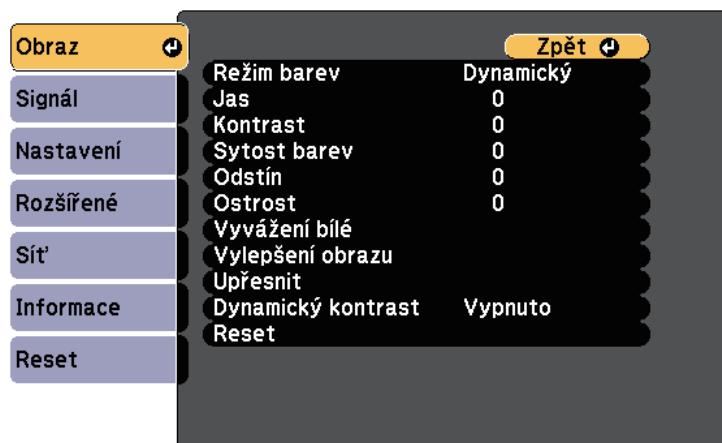 Obraz
Signál
Nastavení
Rozšířené
Síť
Informace
Reset
Zpět
Režim barev Dynamický
Jas 0
Kontrast 0
Sytost barev 0
Odstín 0
Ostrost 0
Vyvážení bílé
Vylepšení obrazu
Upřesnit
Dynamický kontrast Vypnuto
Reset